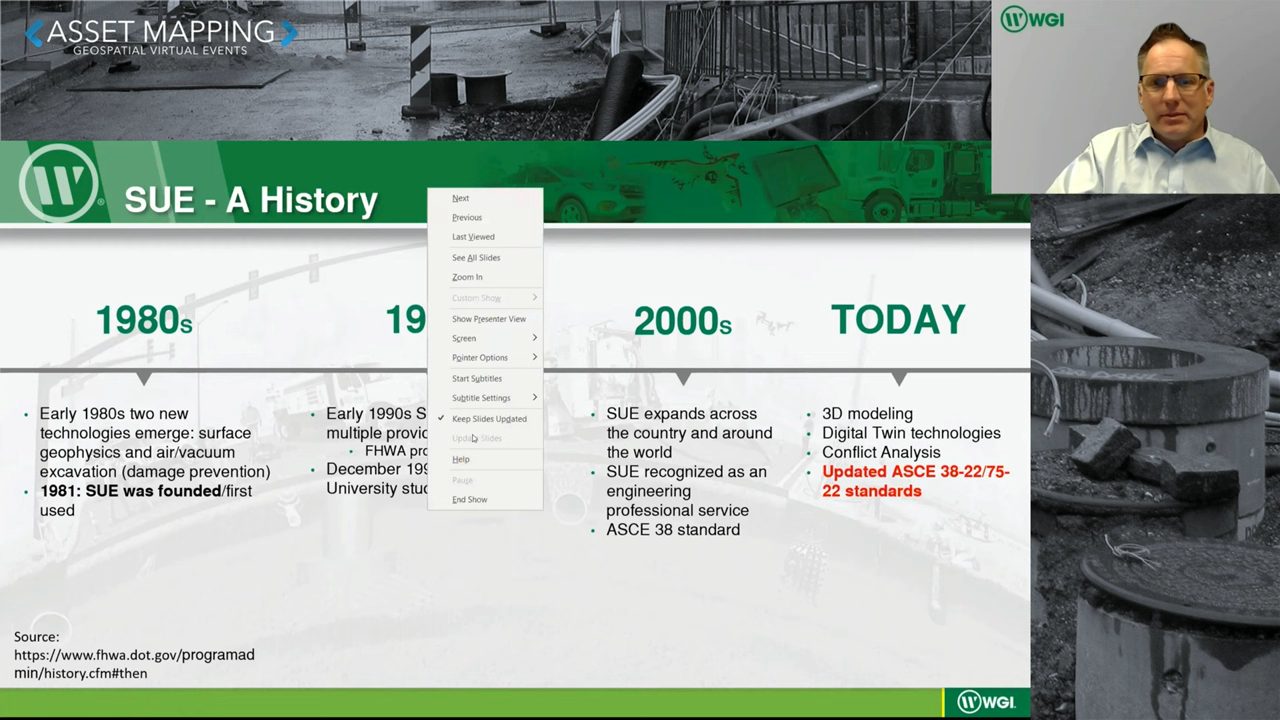 ASSET MAPPING
GEOSPATIAL VIRTUAL EVENTS
WGI
W
SUE - A History
1980s
19
2000s
TODAY
• Early 1980s two new
technologies emerge: surface
geophysics and air/vacuum
excavation (damage prevention)
• 1981: SUE was founded/first
used
• Early 1990s S
multiple provid
• FHWA pro
• December 199
University stud
• SUE expands across
the country and around
the world
• SUE recognized as an
engineering
professional service
• ASCE 38 standard
• 3D modeling
• Digital Twin technologies
• Conflict Analysis
• Updated ASCE 38-22/75-
22 standards
Next
Previous
Last Viewed
See All Slides
Zoom In
Custom Show
Show Presenter View
Screen
Pointer Options
Start Subtitles
Subtitle Settings
Keep Slides Updated
Update Slides
Help
Pause
End Show
Source:
https://www.fhwa.dot.gov/programad
min/history.cfm#then
WGI